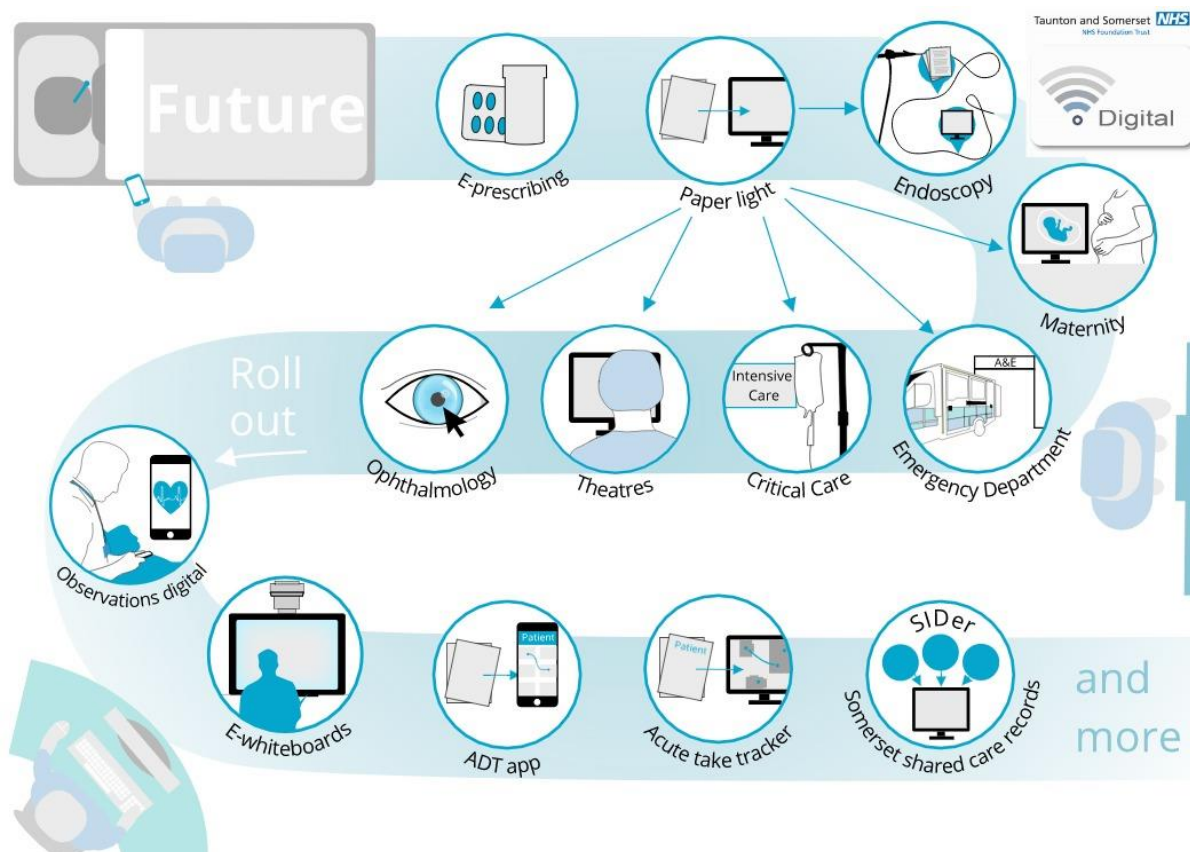 Taunton and Somerset NHS
NHS Foundation Trust
Digital
Future
E-prescribing
Paper light
Endoscopy
Maternity
A&E
Emergency Department
Intensive
Care
Critical Care
Theatres
Ophthalmology
Roll
out
Observations digital
E-whiteboards
Patient
ADT app
Patient
Acute take tracker
SIDer
Somerset shared care records
and
more